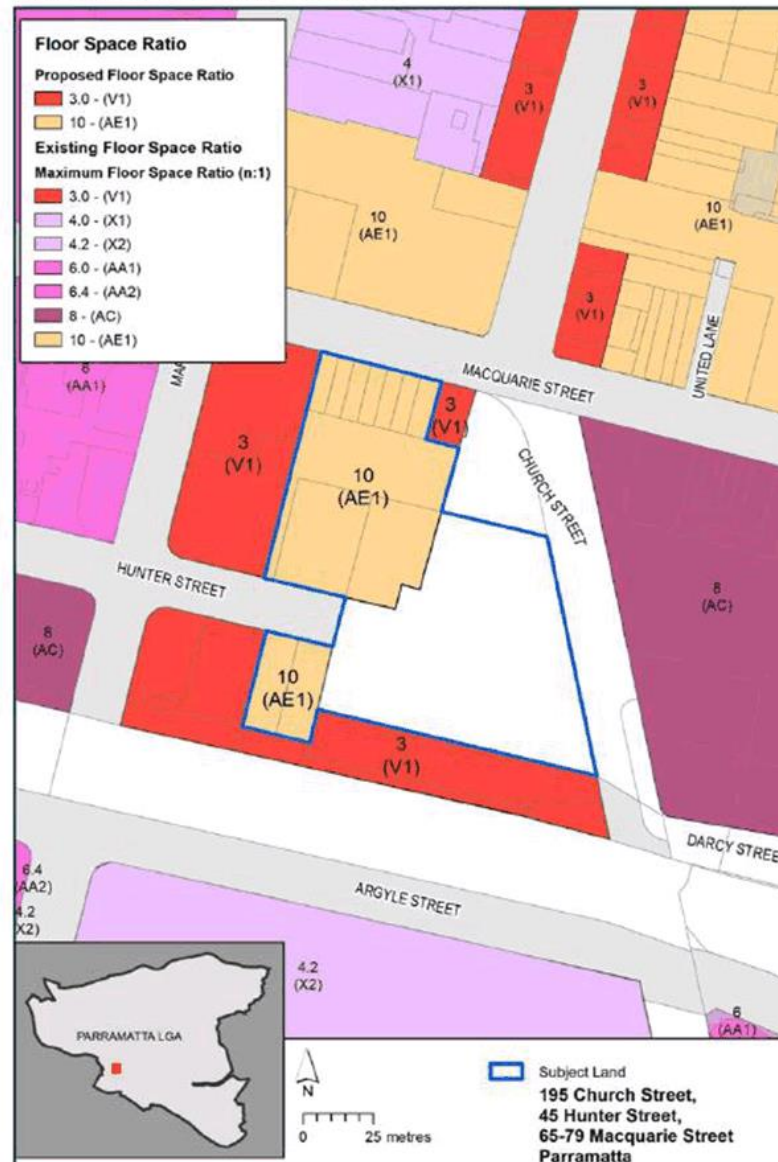 Floor Space Ratio
Proposed Floor Space Ratio
3.0 - (V1)
10 - (AE1)
Existing Floor Space Ratio
Maximum Floor Space Ratio (n:1)
3.0 - (V1)
4.0 - (X1)
4.2 - (X2)
6.0 - (AA1)
6.4 - (AA2)
8 - (AC)
10 - (AE1)
4
(X1)
3
(V1)
3
(V1)
10
(AE1)
10
(AE1)
3
(V1)
UNITED LANE
6
(AA1)
MACQUARIE STREET
3
(V1)
3
(V1)
10
(AE1)
CHURCH STREET
HUNTER STREET
8
(AC)
8
(AC)
10
(AE1)
3
(V1)
DARCY STREE
6.4
(AA2)
4.2
(X2)
ARGYLE STREET
4.2
(X2)
6
(AA1)
PARRAMATTA LGA
N
0 25 metres
Subject Land
195 Church Street,
45 Hunter Street,
65-79 Macquarie Street
Parramatta